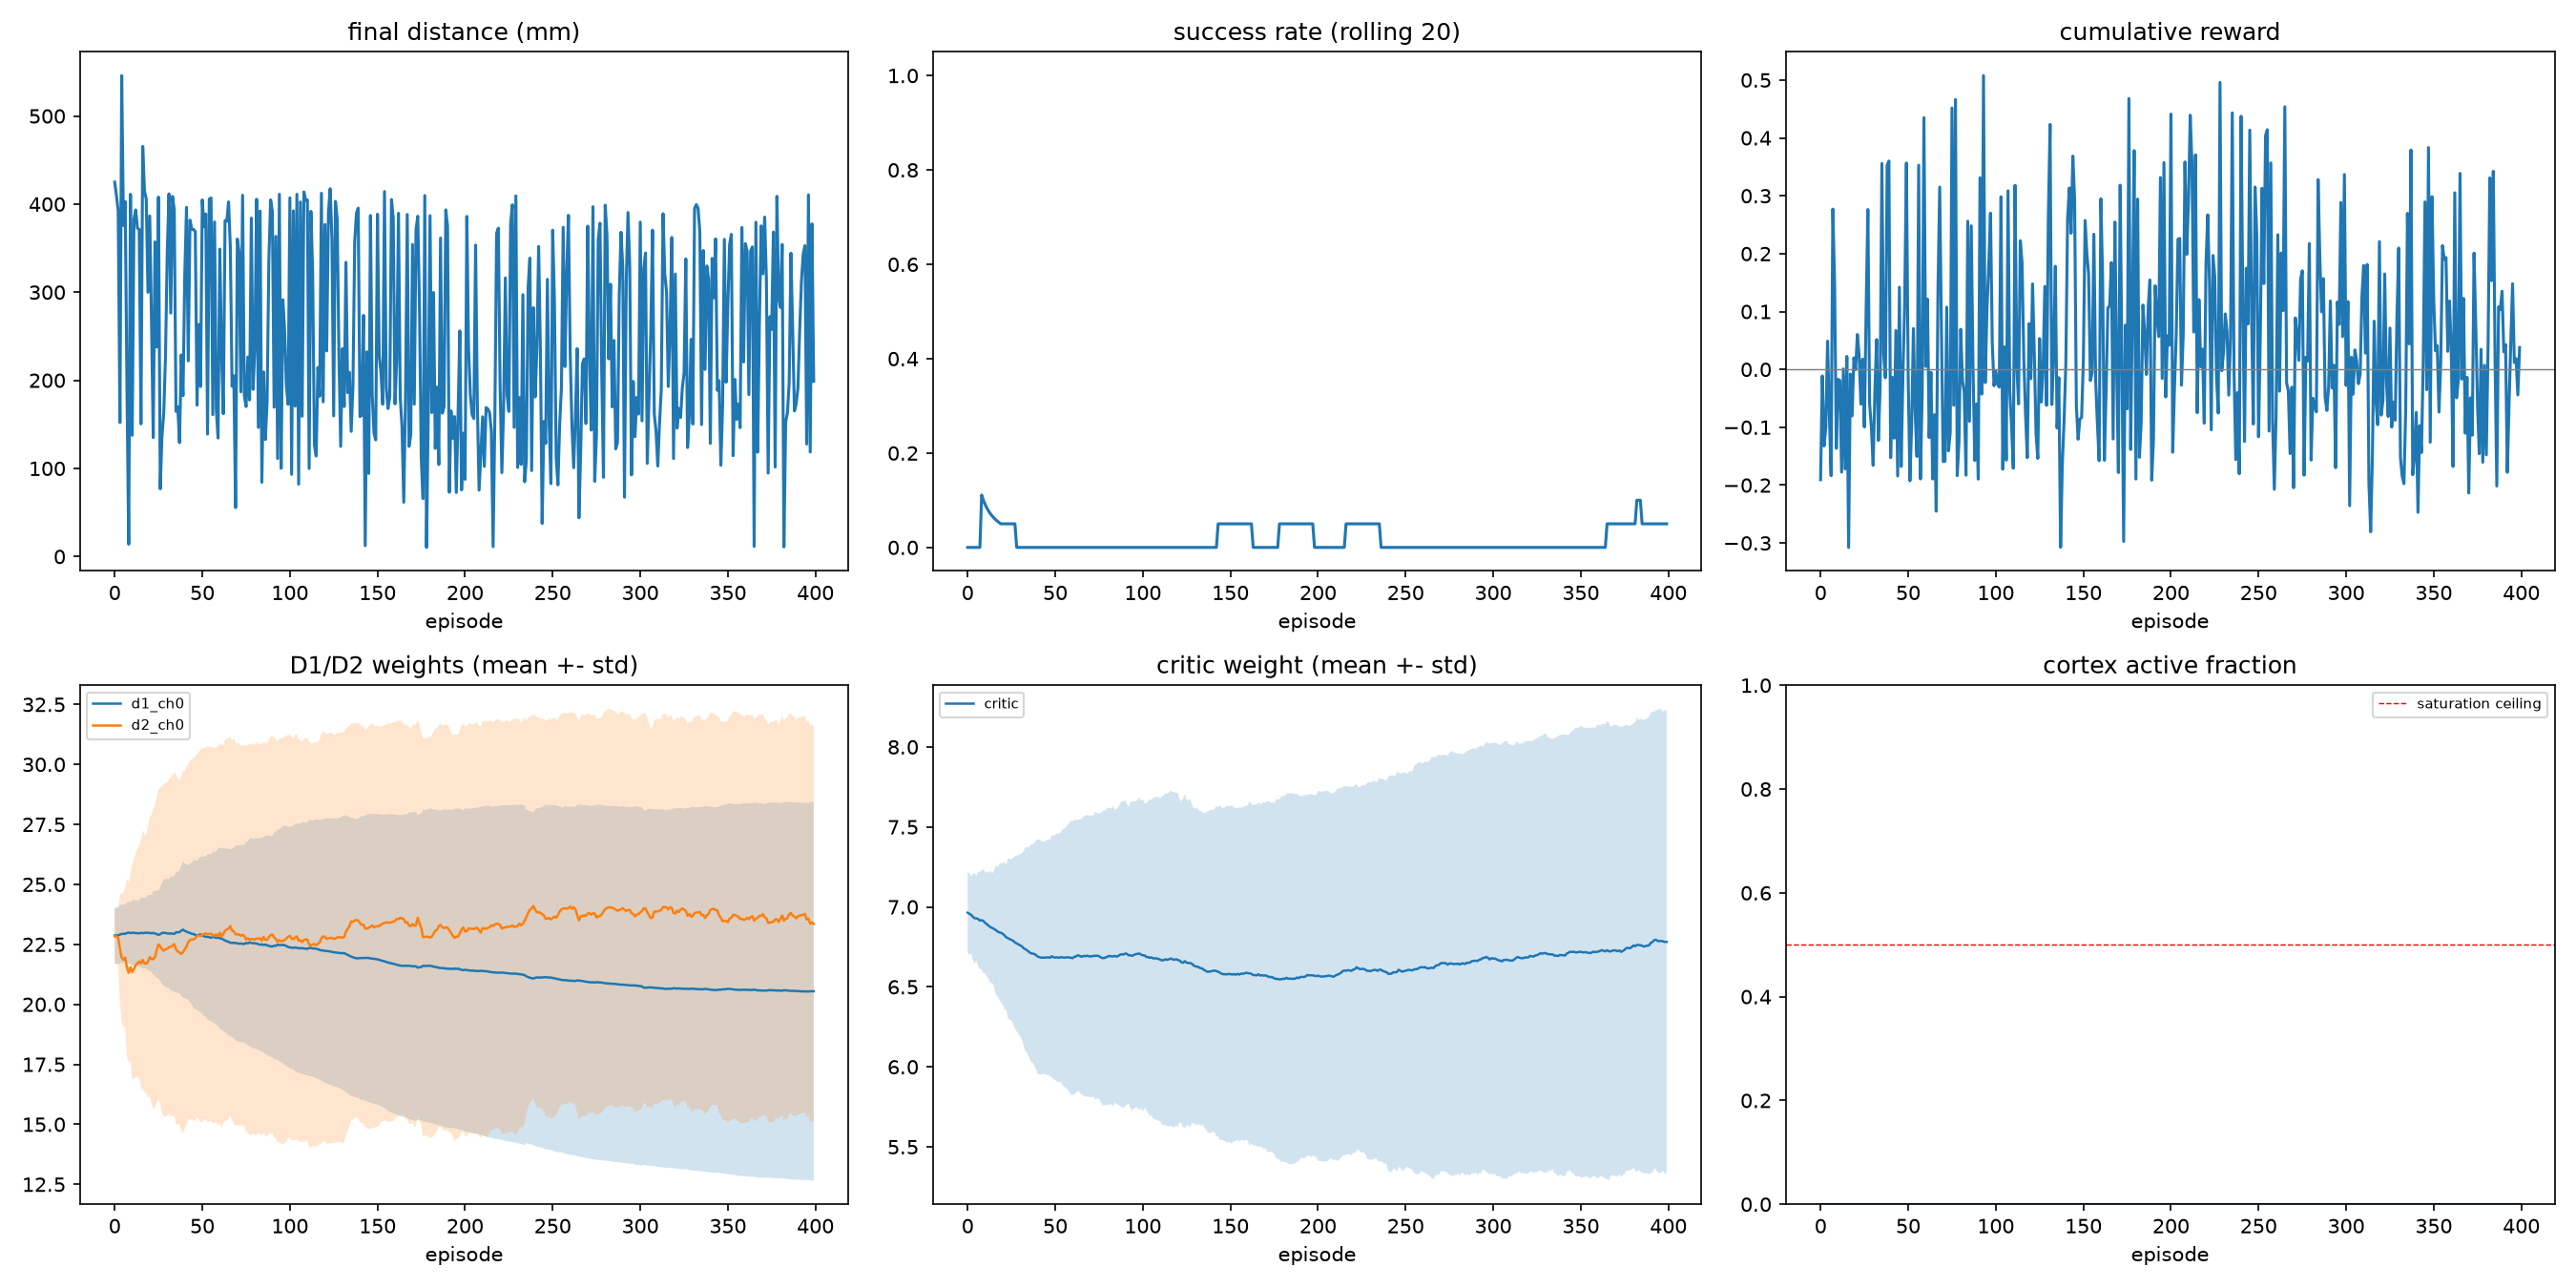 final distance (mm)
500
400
300
200
100
0
0 50 100 150 200 250 300 350 400
episode
success rate (rolling 20)
1.0
0.8
0.6
0.4
0.2
0.0
0 50 100 150 200 250 300 350 400
episode
cumulative reward
0.5
0.4
0.3
0.2
0.1
0.0
−0.1
−0.2
−0.3
0 50 100 150 200 250 300 350 400
episode
D1/D2 weights (mean +- std)
d1_ch0
d2_ch0
32.5
30.0
27.5
25.0
22.5
20.0
17.5
15.0
12.5
0 50 100 150 200 250 300 350 400
episode
critic weight (mean +- std)
critic
8.0
7.5
7.0
6.5
6.0
5.5
0 50 100 150 200 250 300 350 400
episode
cortex active fraction
saturation ceiling
1.0
0.8
0.6
0.4
0.2
0.0
0 50 100 150 200 250 300 350 400
episode